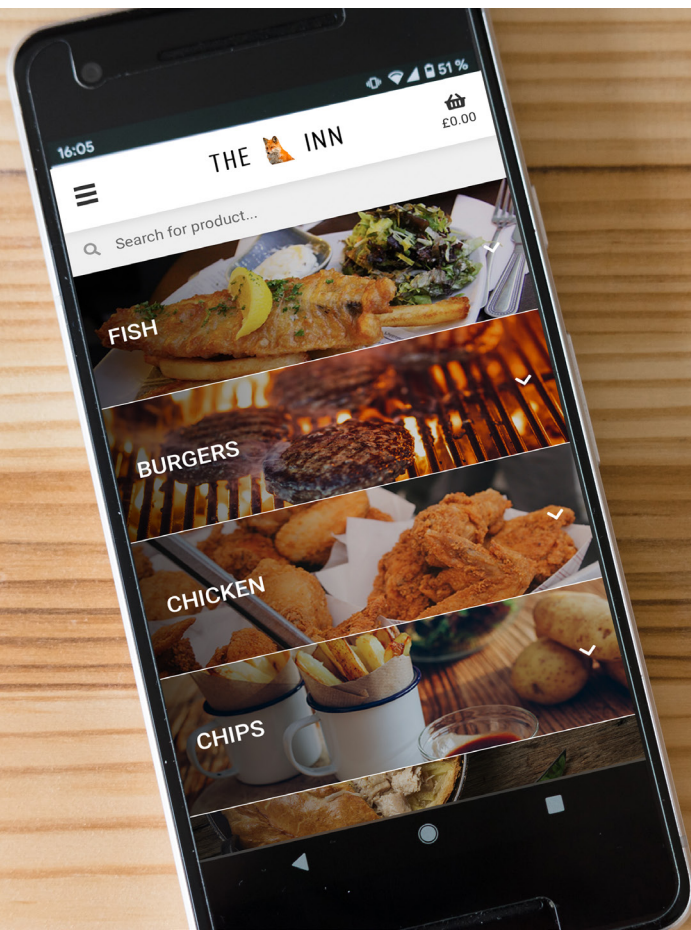 16:05
51 %
THE INN
£0.00
Search for product...
FISH
BURGERS
CHICKEN
CHIPS